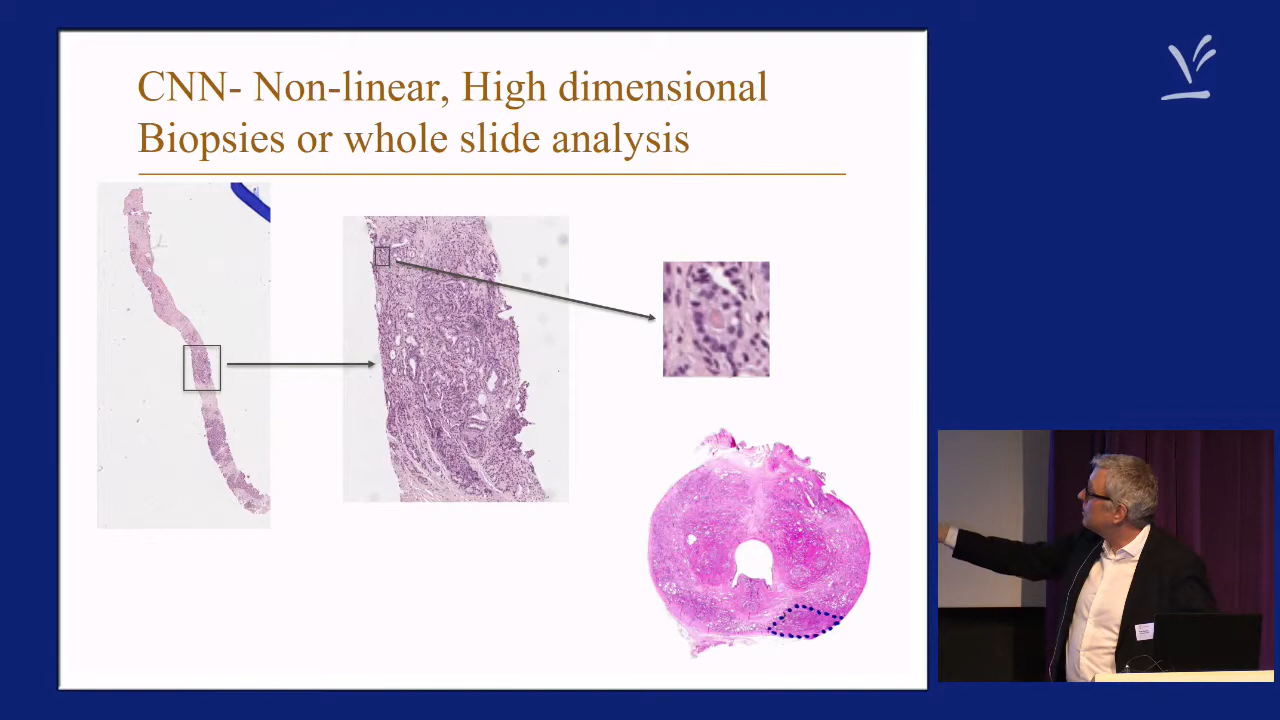 CNN- Non-linear, High dimensional
Biopsies or whole slide analysis